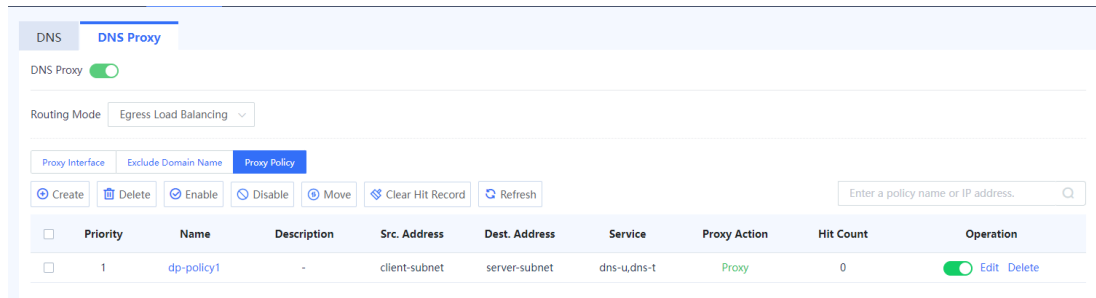 DNS DNS Proxy
DNS Proxy
Routing Mode Egress Load Balancing
Proxy Interface Exclude Domain Name Proxy Policy
Create Delete Enable Disable Move Clear Hit Record Refresh Enter a policy name or IP address.
Priority Name Description Src. Address Dest. Address Service Proxy Action Hit Count Operation
1 dp-policy1 - client-subnet server-subnet dns-u,dns-t Proxy 0 Edit Delete